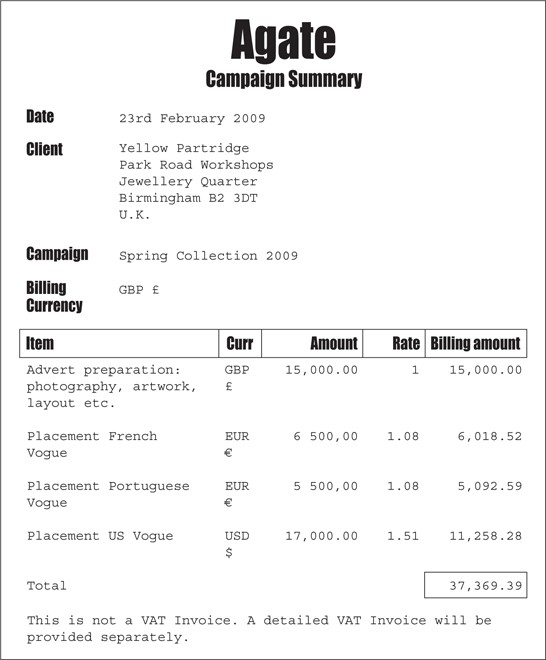 Agate
Campaign Summary
Date 23rd February 2009
Client Yellow Partridge
Park Road Workshops
Jewellery Quarter
Birmingham B2 3DT
U.K.
Campaign Spring Collection 2009
Billing GBP £
Currency
Item Curr Amount Rate Billing amount
Advert preparation: GBP 15,000.00 1 15,000.00
photography, artwork, £
layout etc.
Placement French EUR 6 500,00 1.08 6,018.52
Vogue €
Placement Portuguese EUR 5 500,00 1.08 5,092.59
Vogue €
Placement US Vogue USD 17,000.00 1.51 11,258.28
$
Total 37,369.39
This is not a VAT Invoice. A detailed VAT Invoice will be
provided separately.